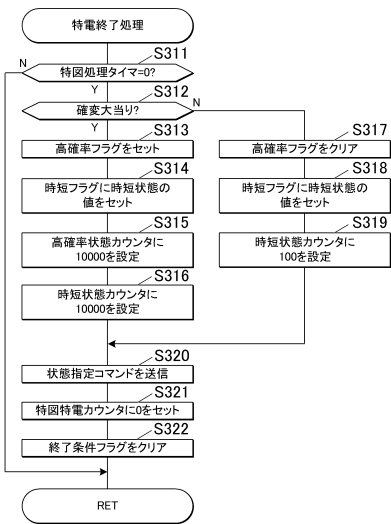 特電終了処理
S311
N
特図処理タイマ=0?
Y
S312
確変大当り?
N
Y
S313
高確率フラグをセット
S314
時短フラグに時短状態の
値をセット
S315
高確率状態カウンタに
10000を設定
S316
時短状態カウンタに
10000を設定
S317
高確率フラグをクリア
S318
時短フラグに時短状態の
値をセット
S319
時短状態カウンタに
100を設定
S320
状態指定コマンドを送信
S321
特図特電カウンタに0をセット
S322
終了条件フラグをクリア
RET